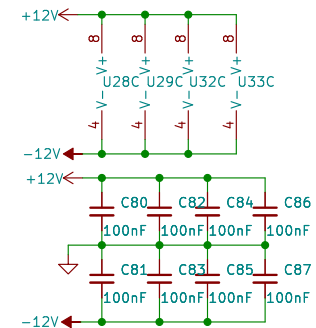 +12V
8 8 8 8
V+ V+ V+ V+
U28C U29C U32C U33C
V- V- V- V-
4 4 4 4
-12V
+12V
C80 C82 C84 C86
100nF 100nF 100nF 100nF
C81 C83 C85 C87
100nF 100nF 100nF 100nF
-12V